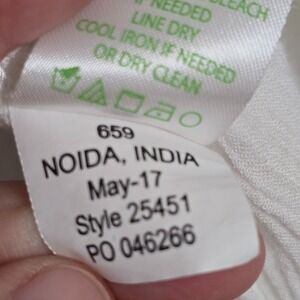 BLEACH
IF NEEDED
LINE DRY
COOL IRON IF NEEDED
OR DRY CLEAN
659
NOIDA, INDIA
May-17
Style 25451
PO 046266